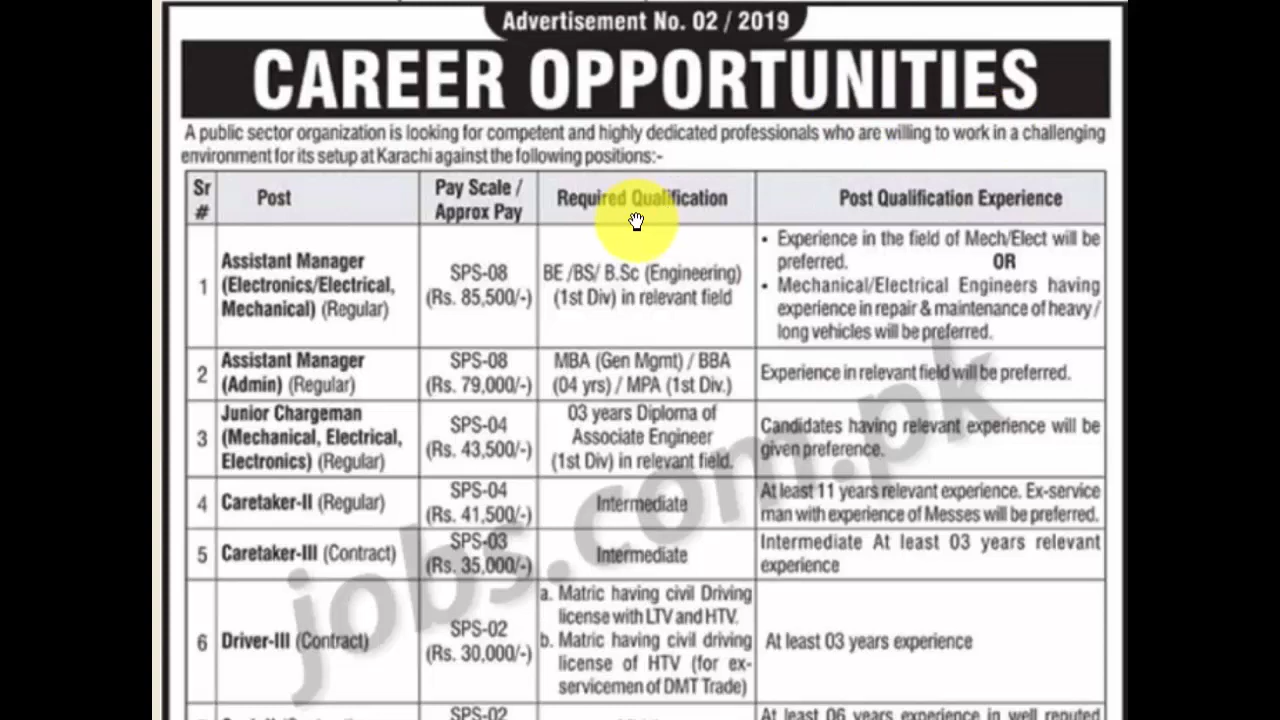 Advertisement No. 02 / 2019
CAREER OPPORTUNITIES
A public sector organization is looking for competent and highly dedicated professionals who are willing to work in a challenging
environment for its setup at Karachi against the following positions:-
Sr # Post Pay Scale / Approx Pay Required Qualification Post Qualification Experience
1
Assistant Manager
(Electronics/Electrical,
Mechanical) (Regular)
SPS-08
(Rs. 85,500/-)
BE /BS/ B.Sc (Engineering)
(1st Div) in relevant field
• Experience in the field of Mech/Elect will be
preferred. OR
• Mechanical/Electrical Engineers having
experience in repair & maintenance of heavy /
long vehicles will be preferred.
2
Assistant Manager
(Admin) (Regular)
SPS-08
(Rs. 79,000/-)
MBA (Gen Mgmt) / BBA
(04 yrs) / MPA (1st Div.)
Experience in relevant field will be preferred.
3
Junior Chargeman
(Mechanical, Electrical,
Electronics) (Regular)
SPS-04
(Rs. 43,500/-)
03 years Diploma of
Associate Engineer
(1st Div) in relevant field.
Candidates having relevant experience will be
given preference.
4
Caretaker-II (Regular)
SPS-04
(Rs. 41,500/-)
Intermediate
At least 11 years relevant experience. Ex-service
man with experience of Messes will be preferred.
5
Caretaker-III (Contract)
SPS-03
(Rs. 35,000/-)
Intermediate
Intermediate At least 03 years relevant
experience
6
Driver-III (Contract)
SPS-02
(Rs. 30,000/-)
a. Matric having civil Driving
license with LTV and HTV.
b. Matric having civil driving
license of HTV (for ex-
servicemen of DMT Trade)
At least 03 years experience
SPS-02
At least 06 years experience in well reputed
jobs.com.pk